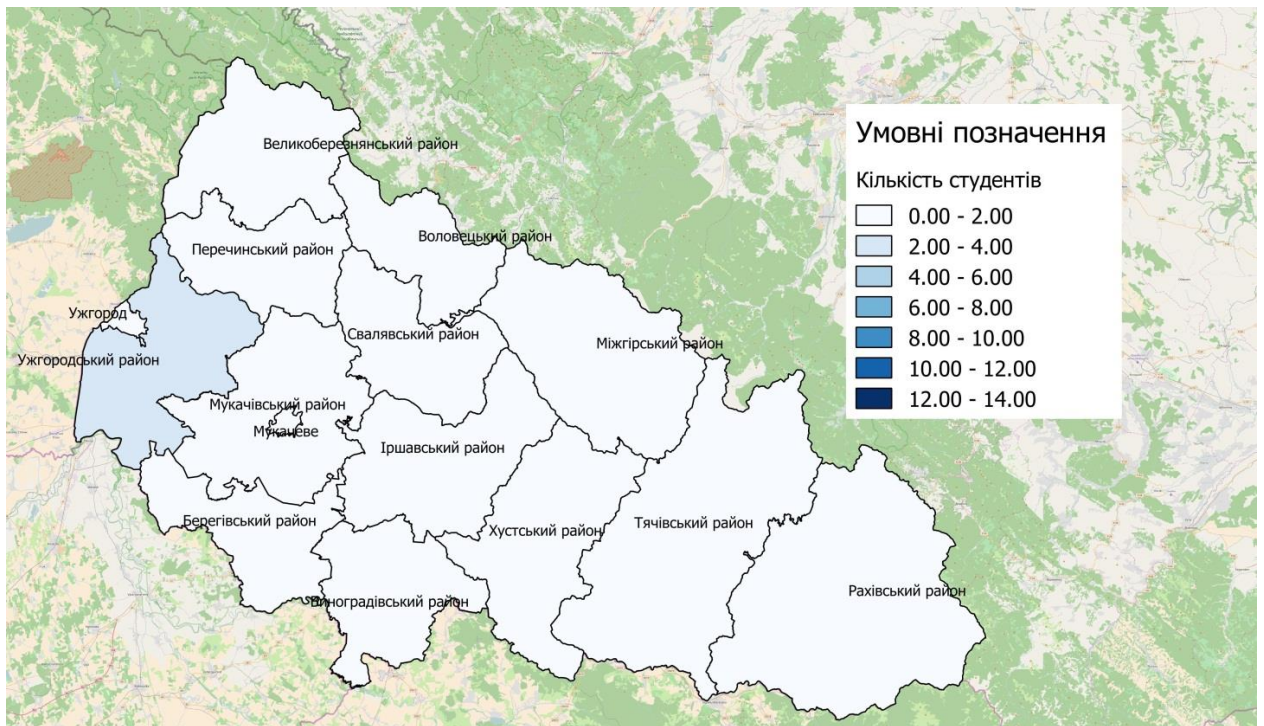 Великоберезнянський район
Воловецький район
Перечинський район
Ужгород
Свалявський район
Міжгірський район
Ужгородський район
Мукачівський район
Мукачеве
Іршавський район
Берегівський район
Хустський район
Тячівський район
Виноградівський район
Рахівський район
Умовні позначення
Кількість студентів
0.00 - 2.00
2.00 - 4.00
4.00 - 6.00
6.00 - 8.00
8.00 - 10.00
10.00 - 12.00
12.00 - 14.00